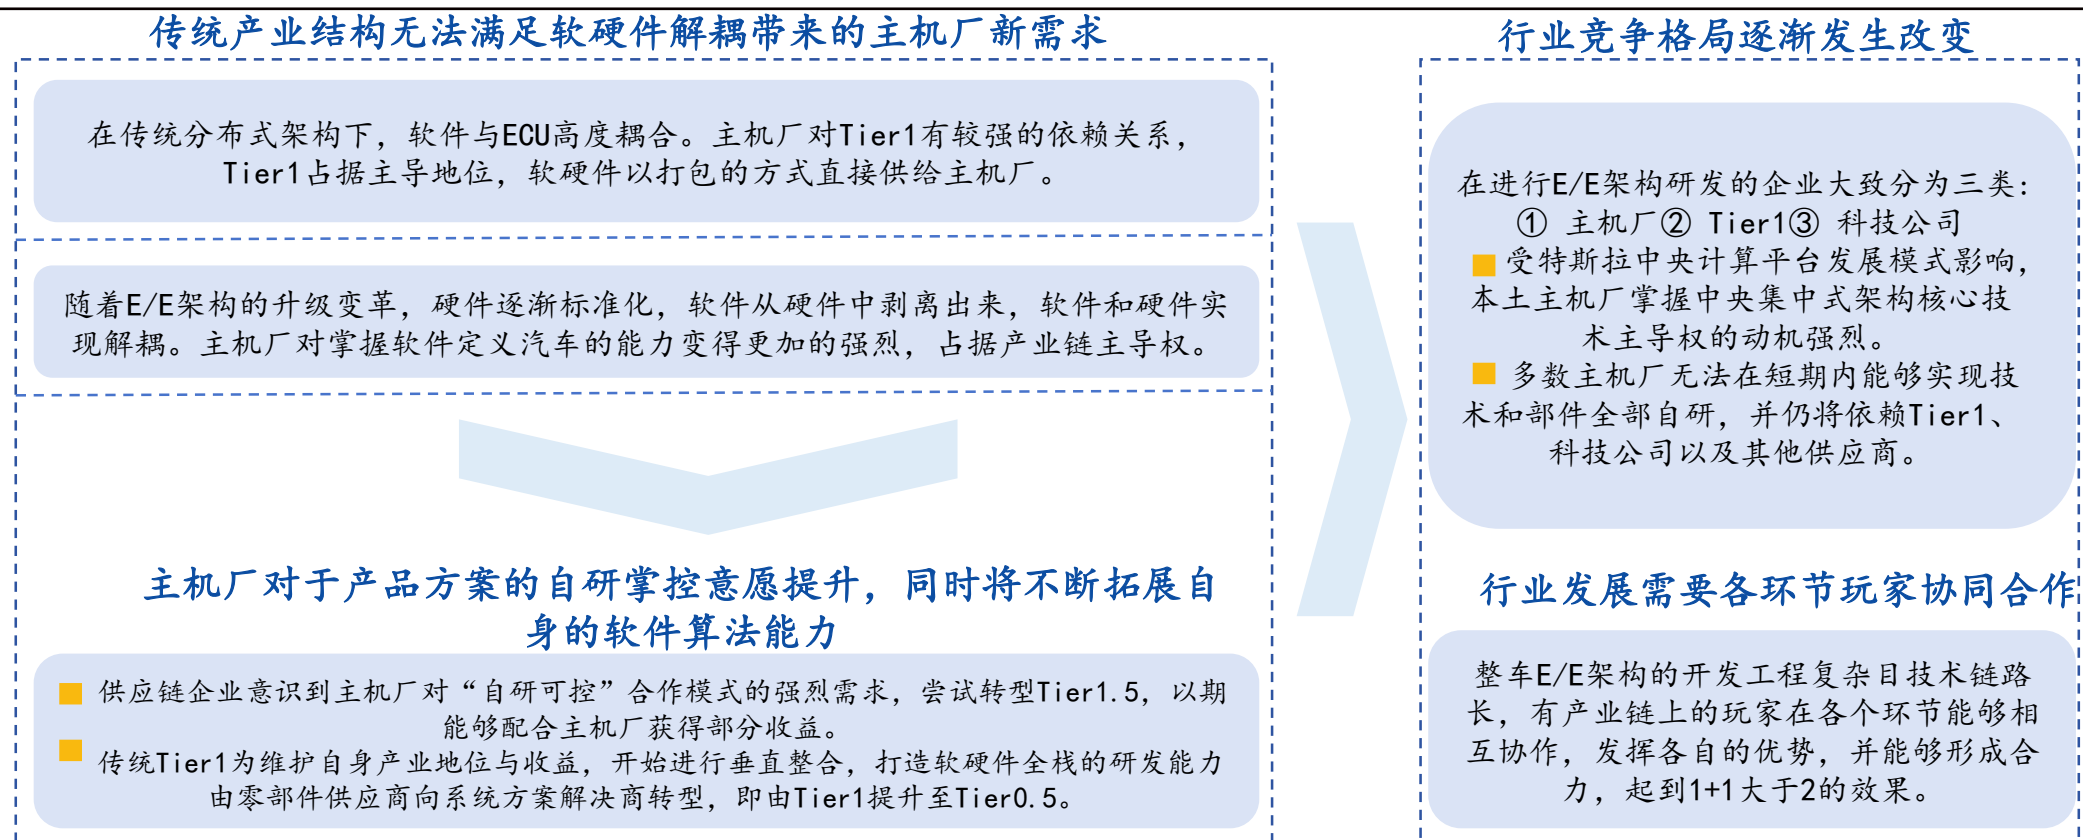 传统产业结构无法满足软硬件解耦带来的主机厂新需求
在传统分布式架构下，软件与ECU高度耦合。主机厂对Tier1有较强的依赖关系，
Tier1占据主导地位，软硬件以打包的方式直接供给主机厂。
随着E/E架构的升级变革，硬件逐渐标准化，软件从硬件中剥离出来，软件和硬件实
现解耦。主机厂对掌握软件定义汽车的能力变得更加的强烈，占据产业链主导权。
主机厂对于产品方案的自研掌控意愿提升，同时将不断拓展自
身的软件算法能力
供应链企业意识到主机厂对“自研可控”合作模式的强烈需求，尝试转型Tier1.5，以期
能够配合主机厂获得部分收益。
传统Tier1为维护自身产业地位与收益，开始进行垂直整合，打造软硬件全栈的研发能力
由零部件供应商向系统方案解决商转型，即由Tier1提升至Tier0.5。
行业竞争格局逐渐发生改变
在进行E/E架构研发的企业大致分为三类：
① 主机厂② Tier1③ 科技公司
受特斯拉中央计算平台发展模式影响，
本土主机厂掌握中央集中式架构核心技
术主导权的动机强烈。
多数主机厂无法在短期内能够实现技
术和部件全部自研，并仍将依赖Tier1、
科技公司以及其他供应商。
行业发展需要各环节玩家协同合作
整车E/E架构的开发工程复杂目技术链路
长，有产业链上的玩家在各个环节能够相
互协作，发挥各自的优势，并能够形成合
力，起到1+1大于2的效果。